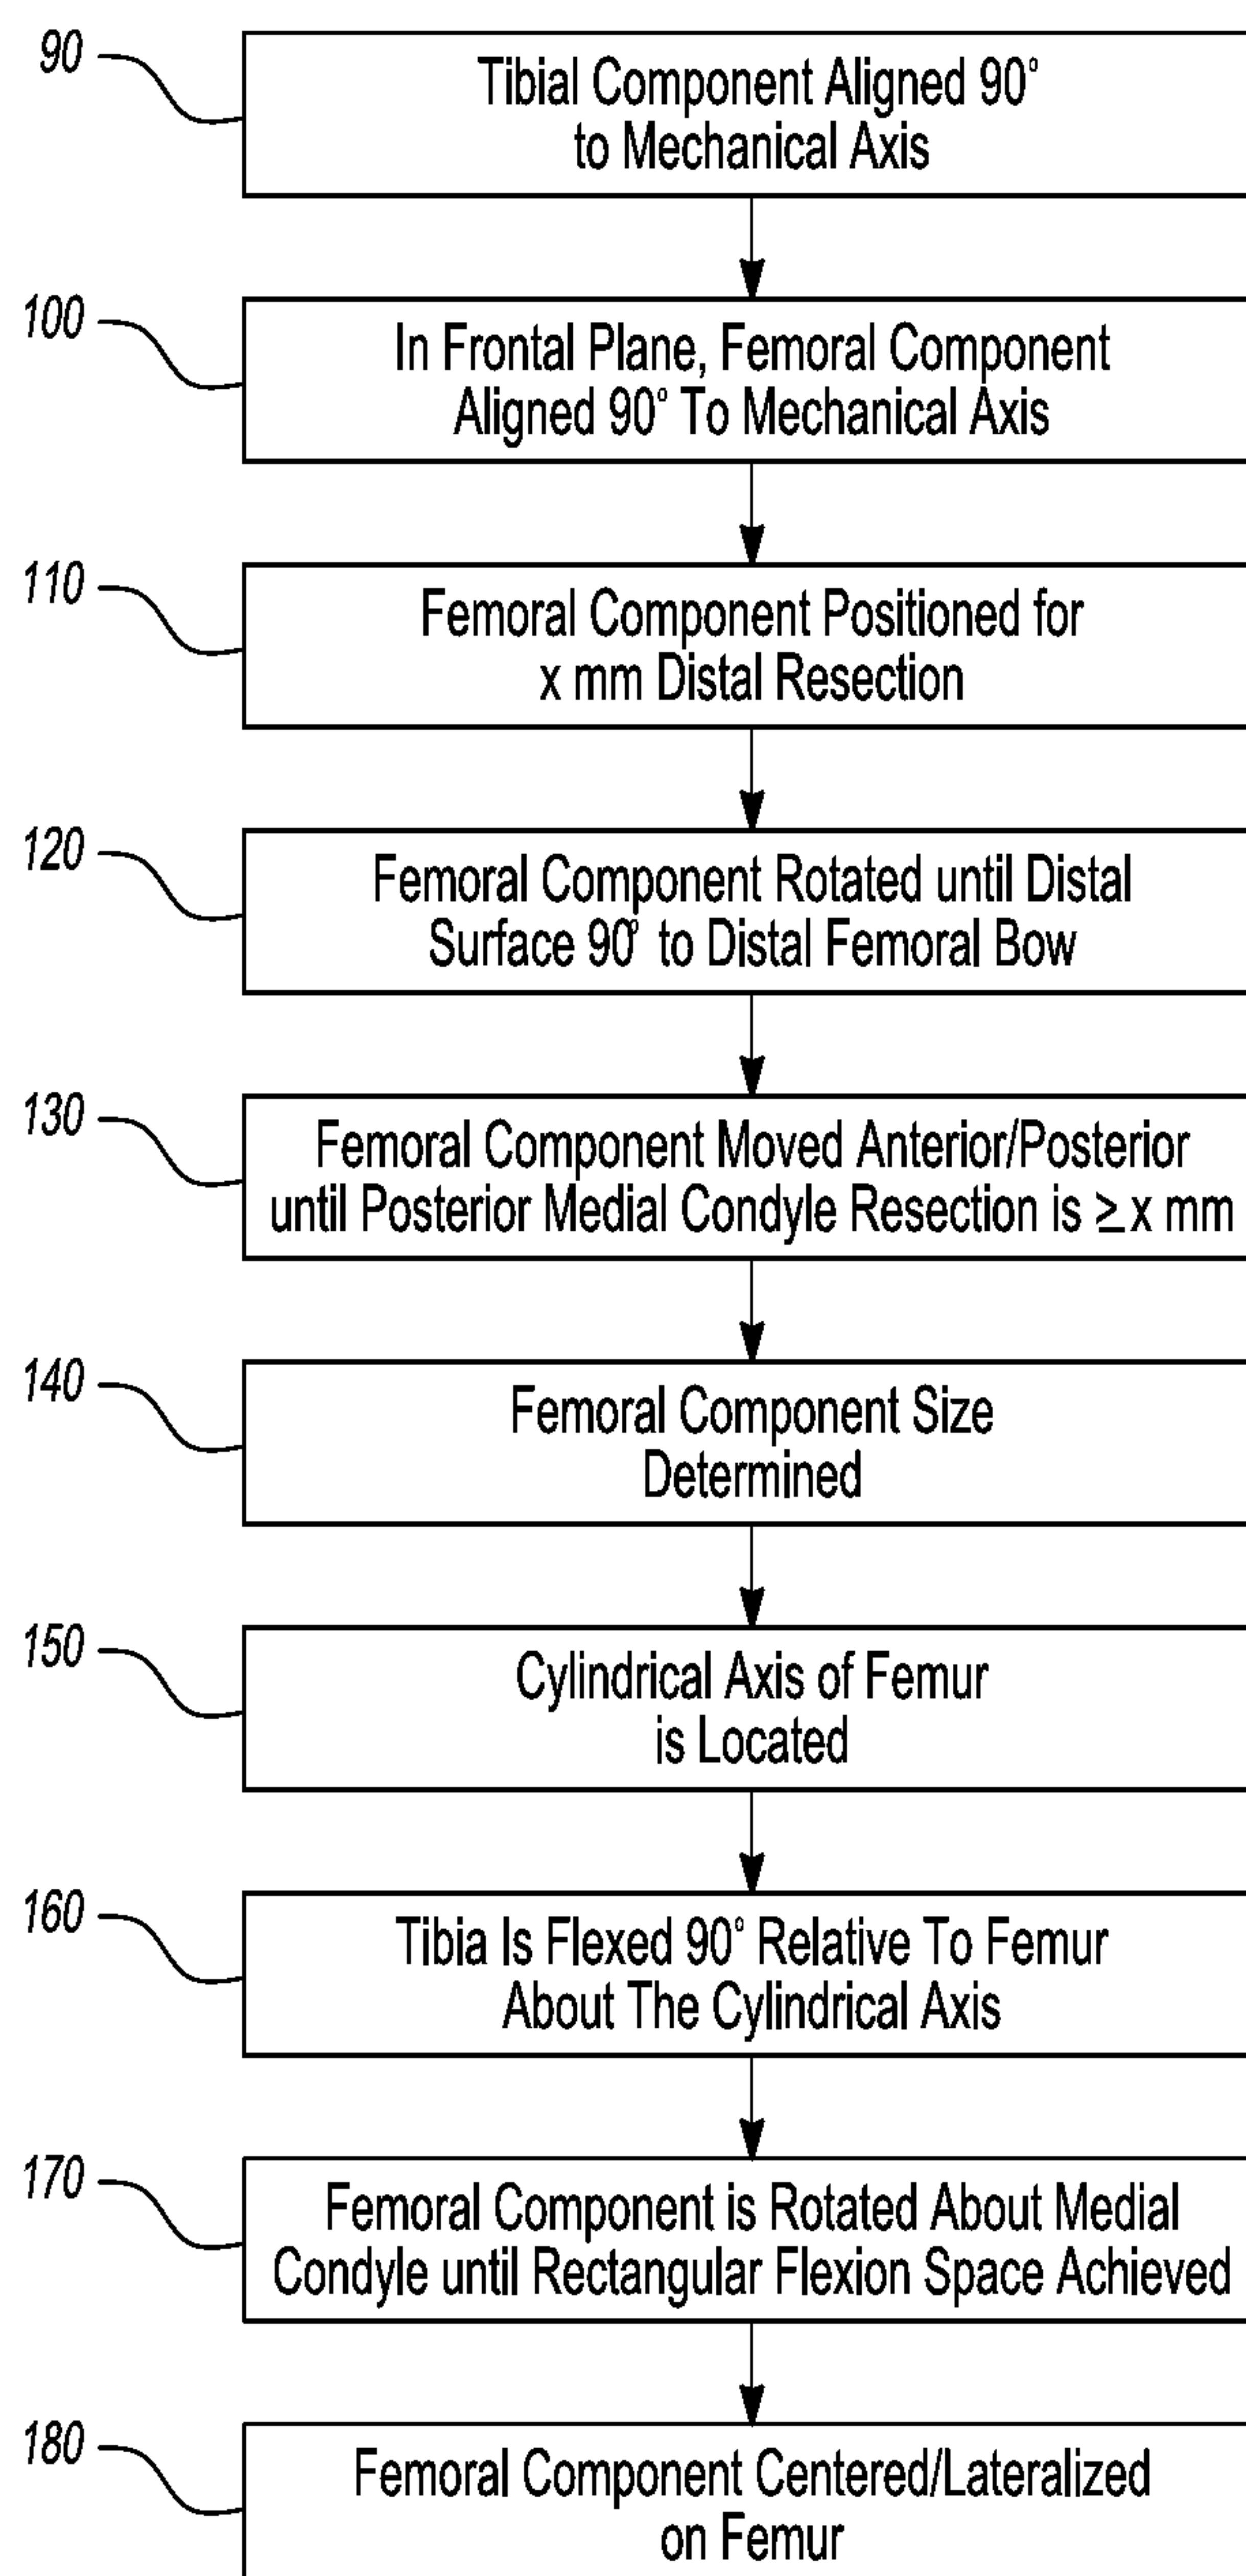 90
Tibial Component Aligned 90°
to Mechanical Axis
100
In Frontal Plane, Femoral Component
Aligned 90° To Mechanical Axis
110
Femoral Component Positioned for
x mm Distal Resection
120
Femoral Component Rotated until Distal
Surface 90° to Distal Femoral Bow
130
Femoral Component Moved Anterior/Posterior
until Posterior Medial Condyle Resection is ≥ x mm
140
Femoral Component Size
Determined
150
Cylindrical Axis of Femur
is Located
160
Tibia Is Flexed 90° Relative To Femur
About The Cylindrical Axis
170
Femoral Component is Rotated About Medial
Condyle until Rectangular Flexion Space Achieved
180
Femoral Component Centered/Lateralized
on Femur